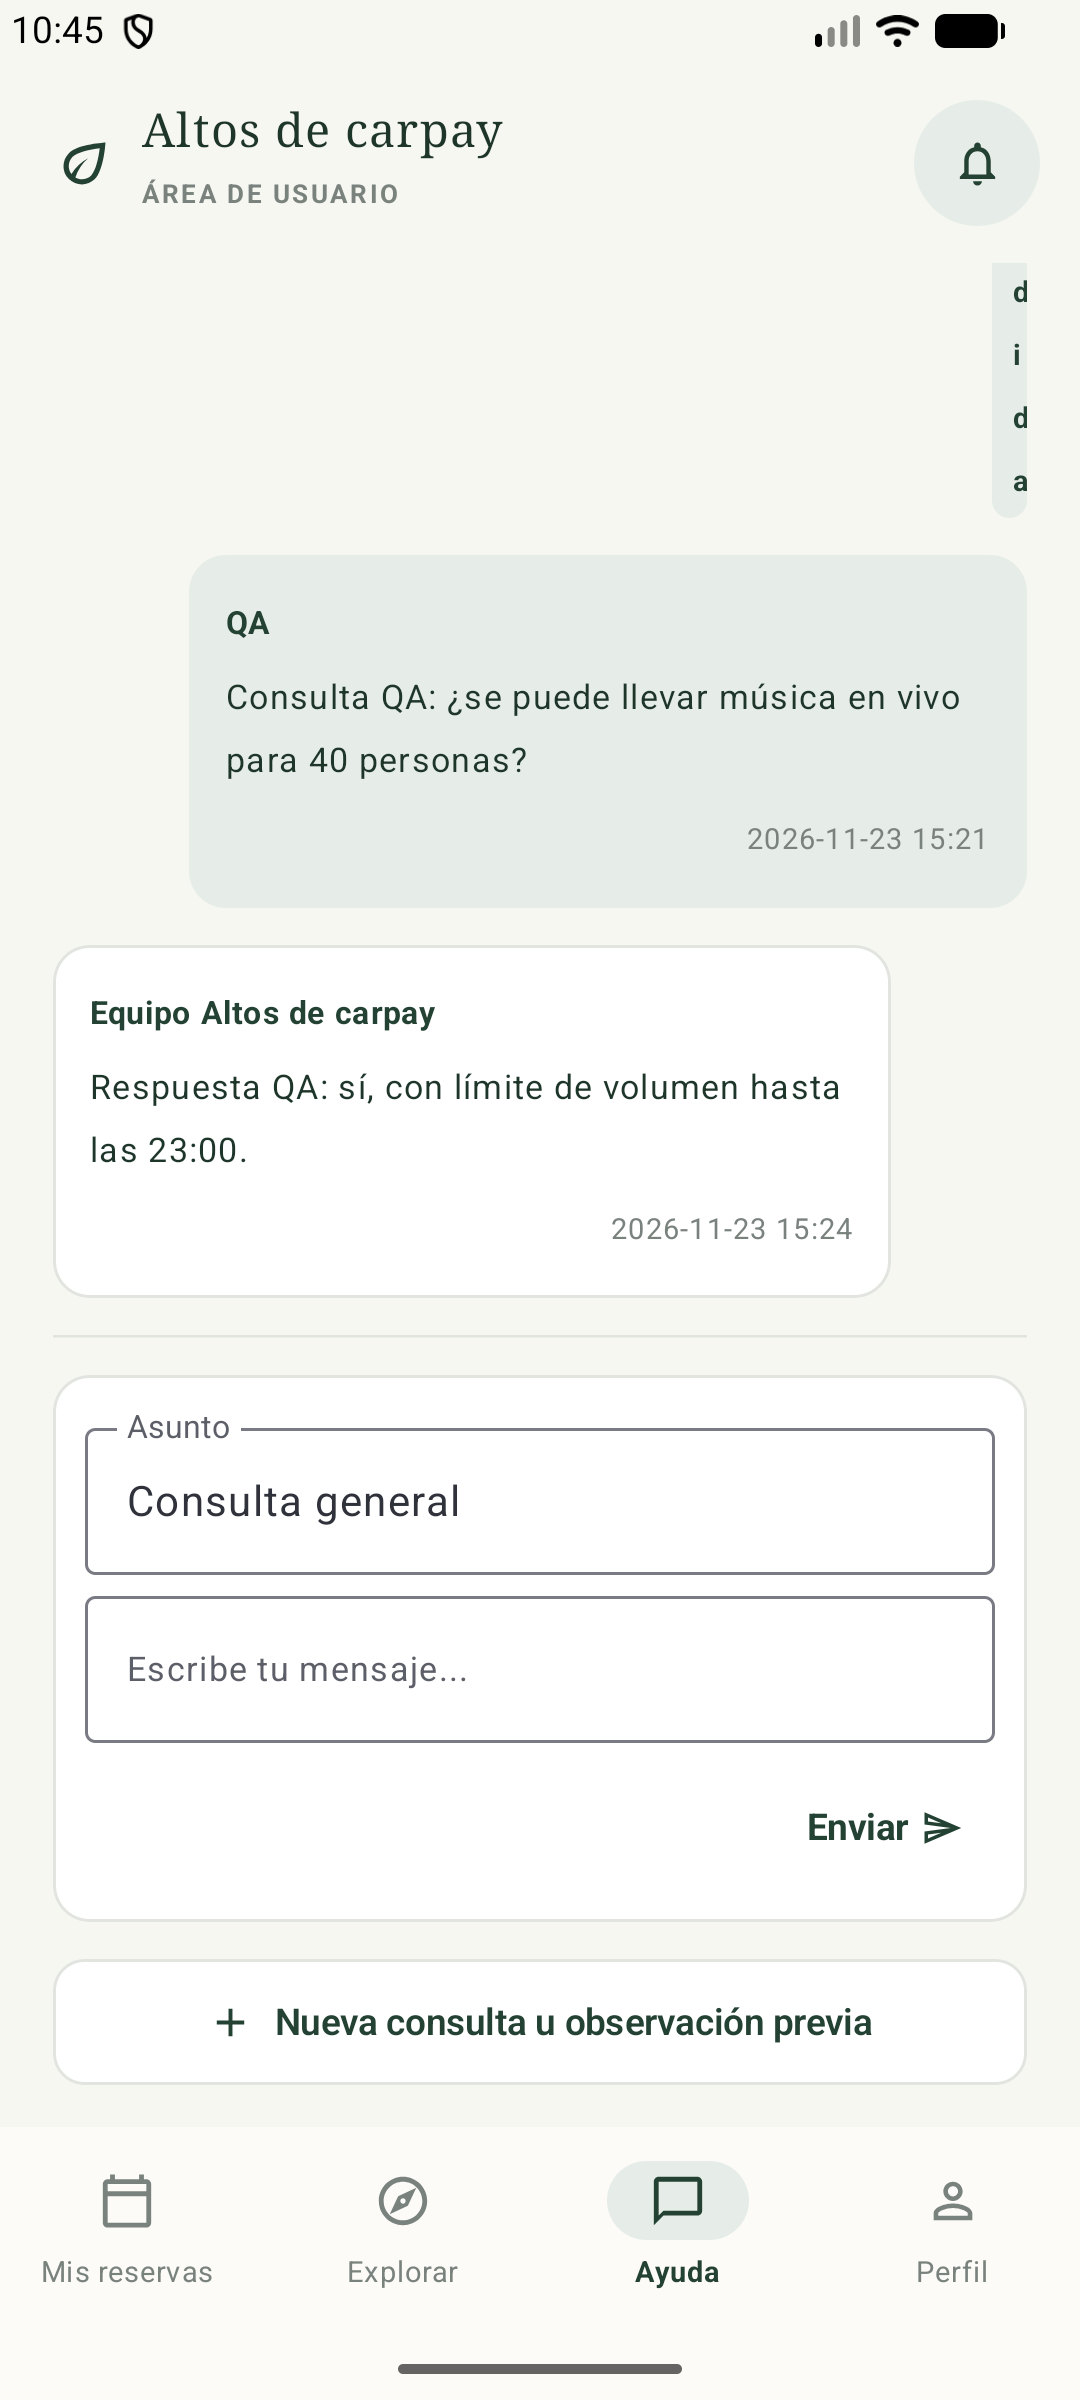 10:45
Altos de carpay
ÁREA DE USUARIO
d
i
d
a
QA
Consulta QA: ¿se puede llevar música en vivo
para 40 personas?
2026-11-23 15:21
Equipo Altos de carpay
Respuesta QA: sí, con límite de volumen hasta
las 23:00.
2026-11-23 15:24
Asunto
Consulta general
Escribe tu mensaje...
Enviar
Nueva consulta u observación previa
Mis reservas
Explorar
Ayuda
Perfil